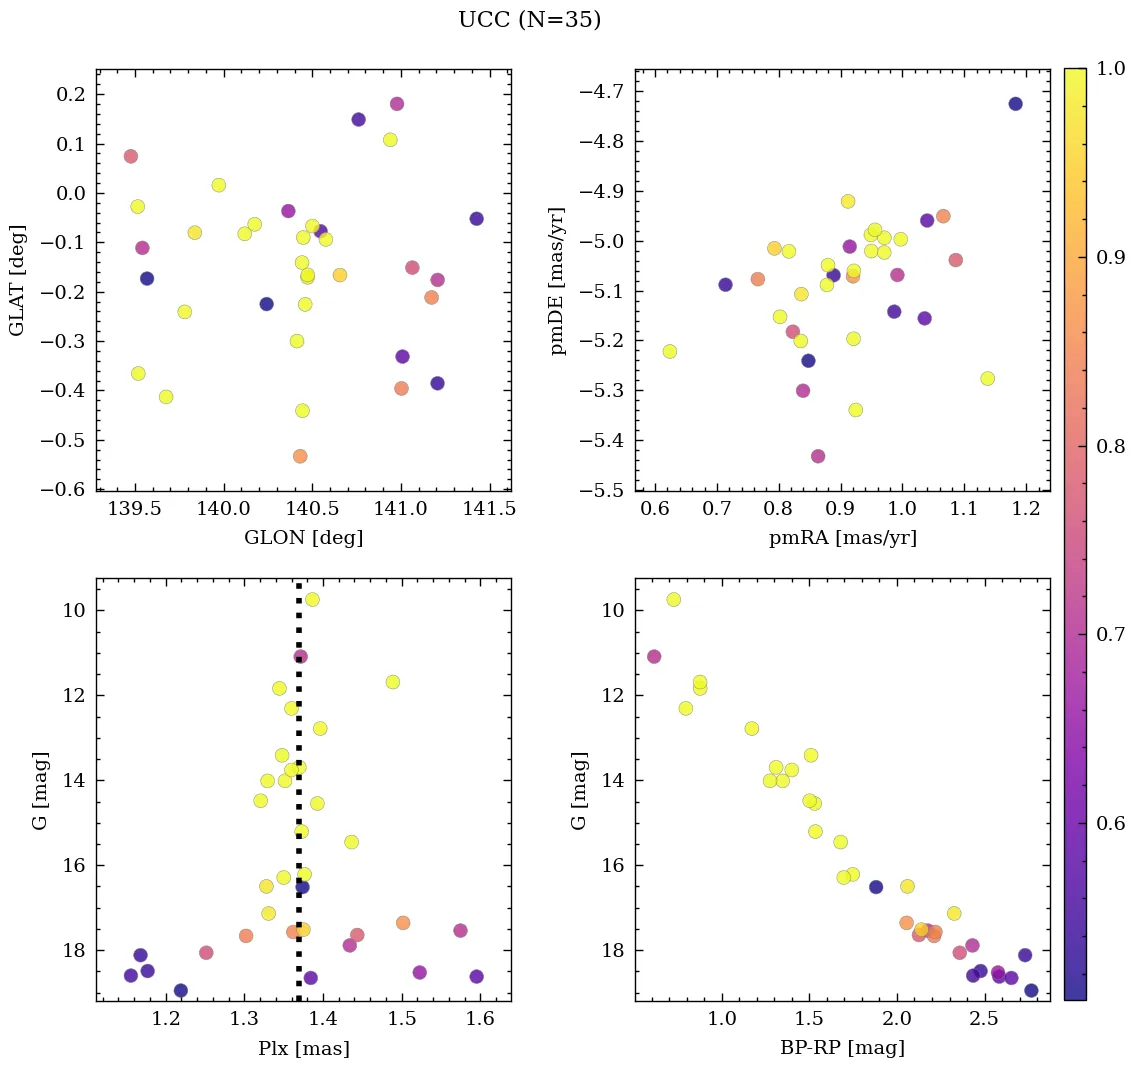 UCC (N=35)
0.2
0.1
0.0
−0.1
−0.2
−0.3
−0.4
−0.5
−0.6
GLAT [deg]
139.5 140.0 140.5 141.0 141.5
GLON [deg]
−4.7
−4.8
−4.9
−5.0
−5.1
−5.2
−5.3
−5.4
−5.5
pmDE [mas/yr]
0.6 0.7 0.8 0.9 1.0 1.1 1.2
pmRA [mas/yr]
1.0
0.9
0.8
0.7
0.6
10
12
14
16
18
G [mag]
1.2 1.3 1.4 1.5 1.6
Plx [mas]
10
12
14
16
18
G [mag]
1.0 1.5 2.0 2.5
BP-RP [mag]